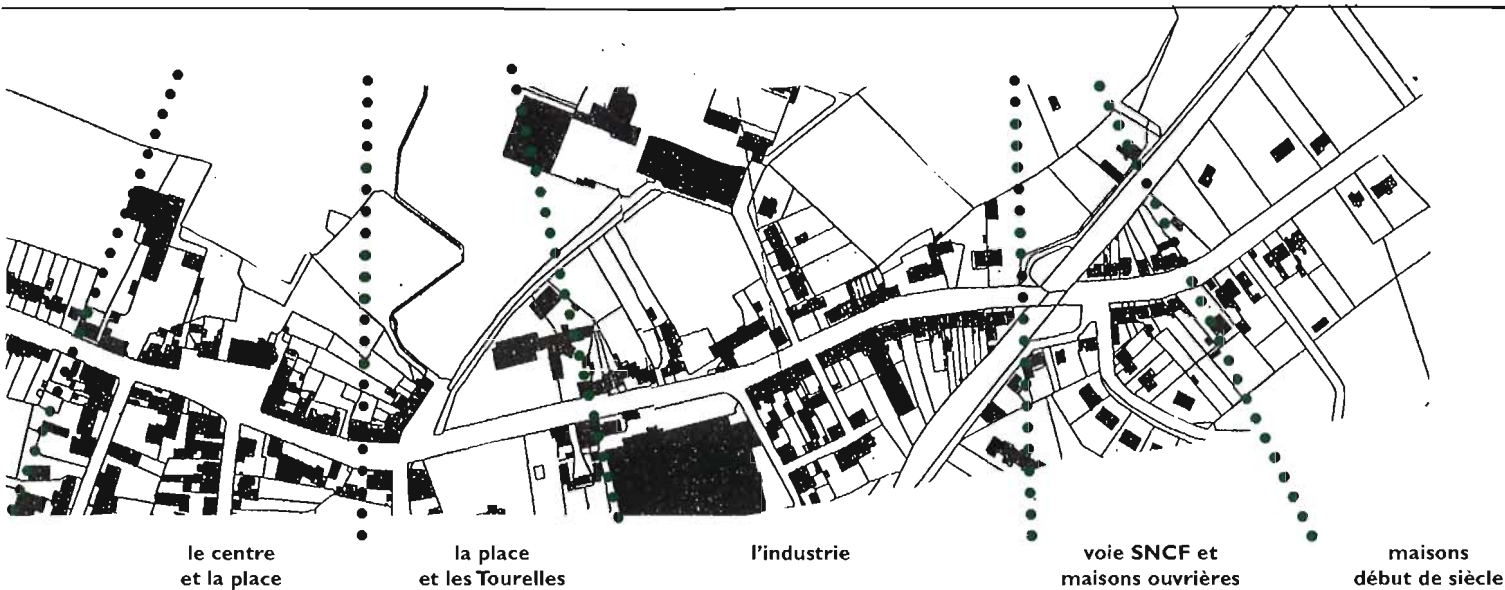 le centre
et la place
la place
et les Tourelles
l'industrie
voie SNCF et
maisons ouvrières
maisons
début de siècle